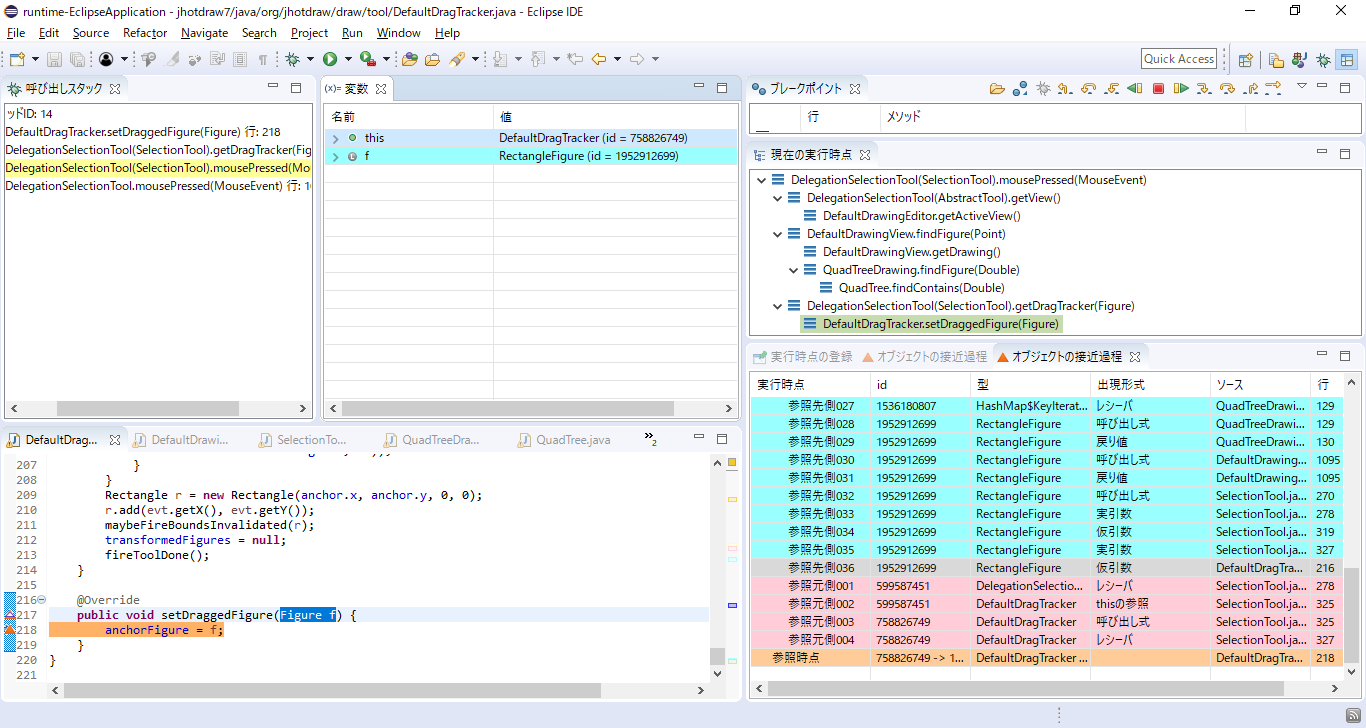 runtime-EclipseApplication - jhotdraw7/java/org/jhotdraw/draw/tool/DefaultDragTracker.java - Eclipse IDE
File Edit Source Refactor Navigate Search Project Run Window Help
Quick Access
呼び出しスタック
ッドID: 14
DefaultDragTracker.setDraggedFigure(Figure) 行: 218
DelegationSelectionTool(SelectionTool).getDragTracker(Fig
DelegationSelectionTool(SelectionTool).mousePressed(Mo
DelegationSelectionTool.mousePressed(MouseEvent) 行: 1
(x)= 変数
名前 値
this DefaultDragTracker (id = 758826749)
f RectangleFigure (id = 1952912699)
ブレークポイント
行 メソッド
現在の実行時点
DelegationSelectionTool(SelectionTool).mousePressed(MouseEvent)
DelegationSelectionTool(AbstractTool).getView()
DefaultDrawingEditor.getActiveView()
DefaultDrawingView.findFigure(Point)
DefaultDrawingView.getDrawing()
QuadTreeDrawing.findFigure(Double)
QuadTree.findContains(Double)
DelegationSelectionTool(SelectionTool).getDragTracker(Figure)
DefaultDragTracker.setDraggedFigure(Figure)
DefaultDrag... DefaultDrawi... SelectionTo... QuadTreeDra... QuadTree.java »2
207 }
208 }
209 Rectangle r = new Rectangle(anchor.x, anchor.y, 0, 0);
210 r.add(evt.getX(), evt.getY());
211 maybeFireBoundsInvalidated(r);
212 transformedFigures = null;
213 fireToolDone();
214 }
215
216 @Override
217 public void setDraggedFigure(Figure f) {
218 anchorFigure = f;
219 }
220 }
221
実行時点の登録 オブジェクトの接近過程 オブジェクトの接近過程
実行時点 id 型 出現形式 ソース 行
参照先側027 1536180807 HashMap$KeyIterat... レシーバ QuadTreeDrawi... 129
参照先側028 1952912699 RectangleFigure 呼び出し式 QuadTreeDrawi... 129
参照先側029 1952912699 RectangleFigure 戻り値 QuadTreeDrawi... 130
参照先側030 1952912699 RectangleFigure 呼び出し式 DefaultDrawing... 1095
参照先側031 1952912699 RectangleFigure 戻り値 DefaultDrawing... 1095
参照先側032 1952912699 RectangleFigure 呼び出し式 SelectionTool.ja... 270
参照先側033 1952912699 RectangleFigure 実引数 SelectionTool.ja... 278
参照先側034 1952912699 RectangleFigure 仮引数 SelectionTool.ja... 319
参照先側035 1952912699 RectangleFigure 実引数 SelectionTool.ja... 327
参照先側036 1952912699 RectangleFigure 仮引数 DefaultDragTra... 216
参照元側001 599587451 DelegationSelectio... レシーバ SelectionTool.ja... 278
参照元側002 599587451 DefaultDragTracker thisの参照 SelectionTool.ja... 325
参照元側003 758826749 DefaultDragTracker 呼び出し式 SelectionTool.ja... 325
参照元側004 758826749 DefaultDragTracker レシーバ SelectionTool.ja... 327
参照時点 758826749 -> 1... DefaultDragTracker ... DefaultDragTra... 218